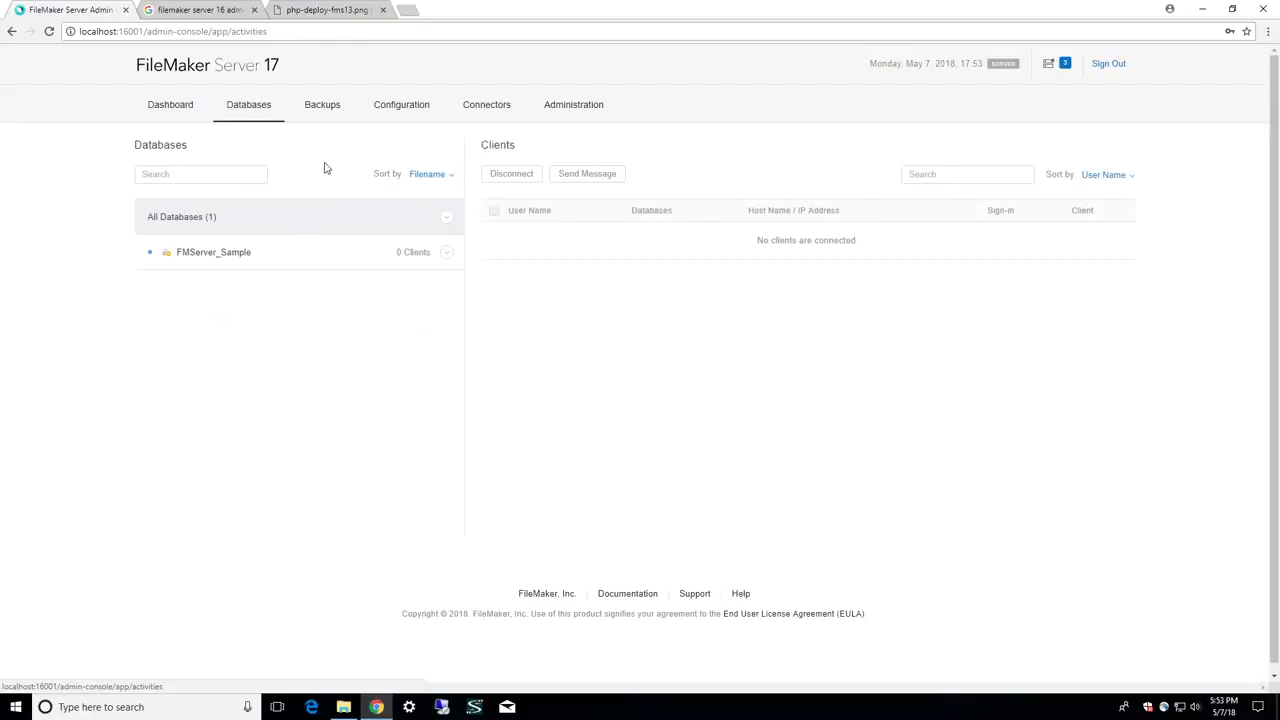 FileMaker Server Admin
filemaker server 16 adm
php-deploy-fms13.png
localhost:16001/admin-console/app/activities
FileMaker Server 17
Monday, May 7, 2018, 17:53 SERVER
3
Sign Out
Dashboard
Databases
Backups
Configuration
Connectors
Administration
Databases
Search
Sort by Filename
All Databases (1)
FMServer_Sample
0 Clients
Clients
Disconnect
Send Message
Search
Sort by User Name
User Name
Databases
Host Name / IP Address
Sign-in
Client
No clients are connected.
FileMaker, Inc.
Documentation
Support
Help
Copyright © 2018. FileMaker, Inc. Use of this product signifies your agreement to the End User License Agreement (EULA).
localhost:16001/admin-console/app/activities
Type here to search
5:53 PM
5/7/18